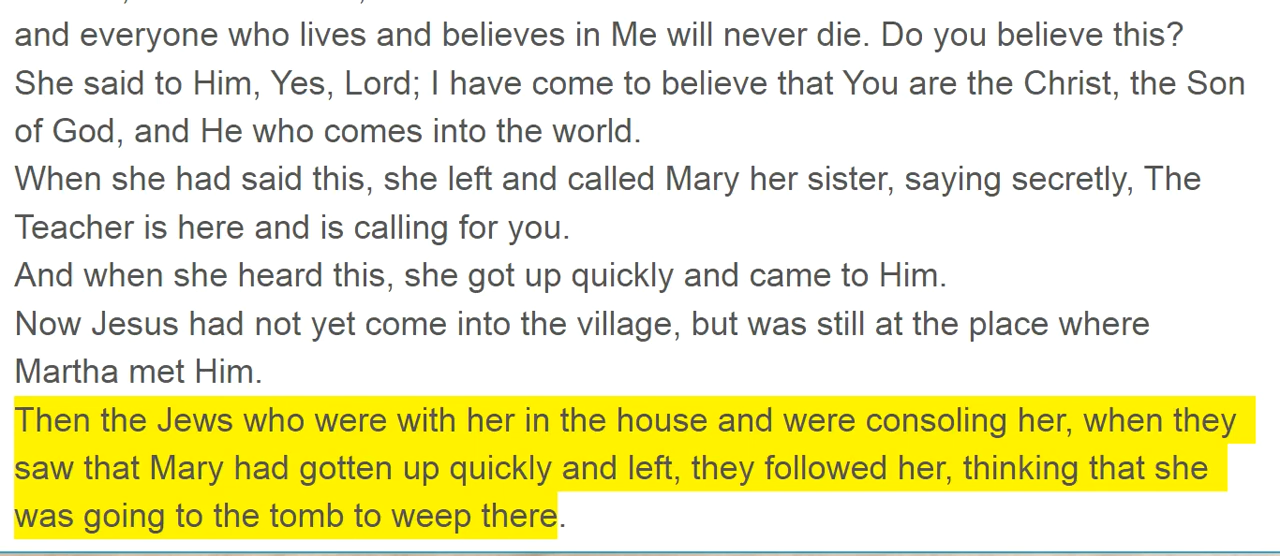 and everyone who lives and believes in Me will never die. Do you believe this?
She said to Him, Yes, Lord; I have come to believe that You are the Christ, the Son
of God, and He who comes into the world.
When she had said this, she left and called Mary her sister, saying secretly, The
Teacher is here and is calling for you.
And when she heard this, she got up quickly and came to Him.
Now Jesus had not yet come into the village, but was still at the place where
Martha met Him.
Then the Jews who were with her in the house and were consoling her, when they
saw that Mary had gotten up quickly and left, they followed her, thinking that she
was going to the tomb to weep there.